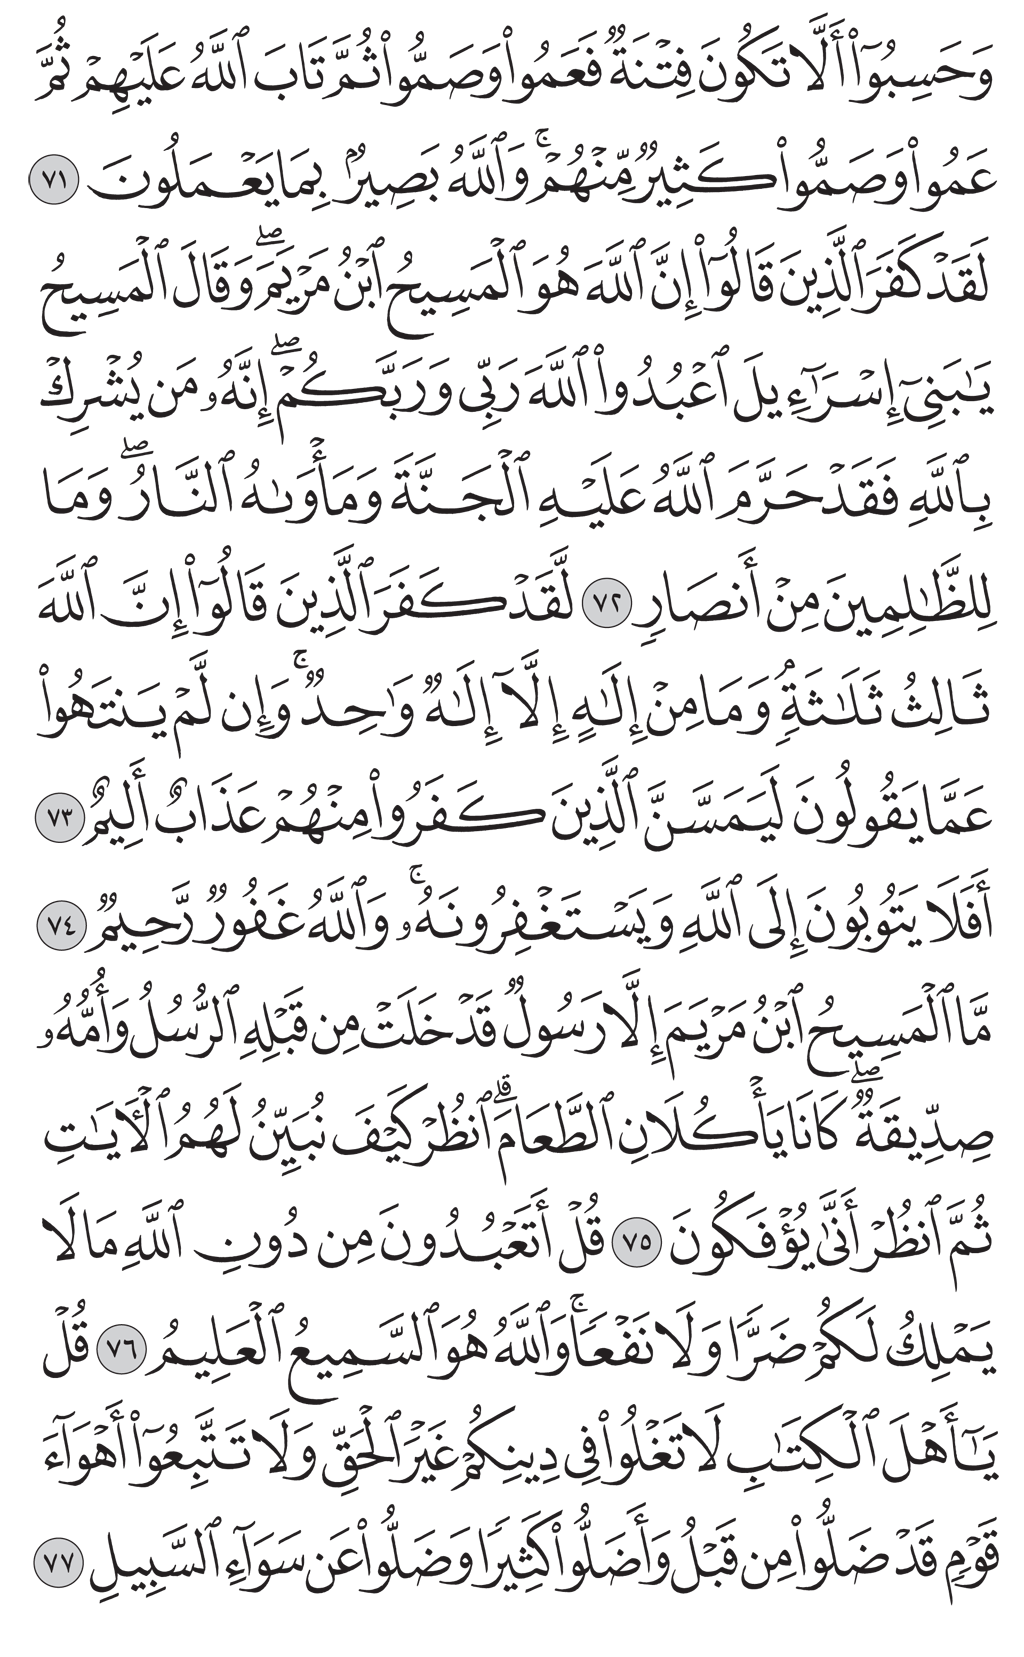 وَحَسِبُوٓا۟ أَلَّا تَكُونَ فِتْنَةٌ فَعَمُوا۟ وَصَمُّوا۟ ثُمَّ تَابَ ٱللَّهُ عَلَيْهِمْ ثُمَّ
عَمُوا۟ وَصَمُّوا۟ كَثِيرٌ مِّنْهُمْ ۚ وَٱللَّهُ بَصِيرٌۢ بِمَا يَعْمَلُونَ ٧١
لَقَدْ كَفَرَ ٱلَّذِينَ قَالُوٓا۟ إِنَّ ٱللَّهَ هُوَ ٱلْمَسِيحُ ٱبْنُ مَرْيَمَ ۖ وَقَالَ ٱلْمَسِيحُ
يَـٰبَنِىٓ إِسْرَٰٓءِيلَ ٱعْبُدُوا۟ ٱللَّهَ رَبِّى وَرَبَّكُمْ ۖ إِنَّهُۥ مَن يُشْرِكْ
بِٱللَّهِ فَقَدْ حَرَّمَ ٱللَّهُ عَلَيْهِ ٱلْجَنَّةَ وَمَأْوَىٰهُ ٱلنَّارُ ۖ وَمَا
لِلظَّـٰلِمِينَ مِنْ أَنصَارٍ ٧٢ لَّقَدْ كَفَرَ ٱلَّذِينَ قَالُوٓا۟ إِنَّ ٱللَّهَ
ثَالِثُ ثَلَـٰثَةٍ ۘ وَمَا مِنْ إِلَـٰهٍ إِلَّآ إِلَـٰهٌ وَٰحِدٌ ۚ وَإِن لَّمْ يَنتَهُوا۟
عَمَّا يَقُولُونَ لَيَمَسَّنَّ ٱلَّذِينَ كَفَرُوا۟ مِنْهُمْ عَذَابٌ أَلِيمٌ ٧٣
أَفَلَا يَتُوبُونَ إِلَى ٱللَّهِ وَيَسْتَغْفِرُونَهُۥ ۚ وَٱللَّهُ غَفُورٌ رَّحِيمٌ ٧٤
مَّا ٱلْمَسِيحُ ٱبْنُ مَرْيَمَ إِلَّا رَسُولٌ قَدْ خَلَتْ مِن قَبْلِهِ ٱلرُّسُلُ وَأُمُّهُۥ
صِدِّيقَةٌ ۖ كَانَا يَأْكُلَانِ ٱلطَّعَامَ ۗ ٱنظُرْ كَيْفَ نُبَيِّنُ لَهُمُ ٱلْـَٔايَـٰتِ
ثُمَّ ٱنظُرْ أَنَّىٰ يُؤْفَكُونَ ٧٥ قُلْ أَتَعْبُدُونَ مِن دُونِ ٱللَّهِ مَا لَا
يَمْلِكُ لَكُمْ ضَرًّا وَلَا نَفْعًا ۚ وَٱللَّهُ هُوَ ٱلسَّمِيعُ ٱلْعَلِيمُ ٧٦ قُلْ
يَـٰٓأَهْلَ ٱلْكِتَـٰبِ لَا تَغْلُوا۟ فِى دِينِكُمْ غَيْرَ ٱلْحَقِّ وَلَا تَتَّبِعُوٓا۟ أَهْوَآءَ
قَوْمٍ قَدْ ضَلُّوا۟ مِن قَبْلُ وَأَضَلُّوا۟ كَثِيرًا وَضَلُّوا۟ عَن سَوَآءِ ٱلسَّبِيلِ ٧٧